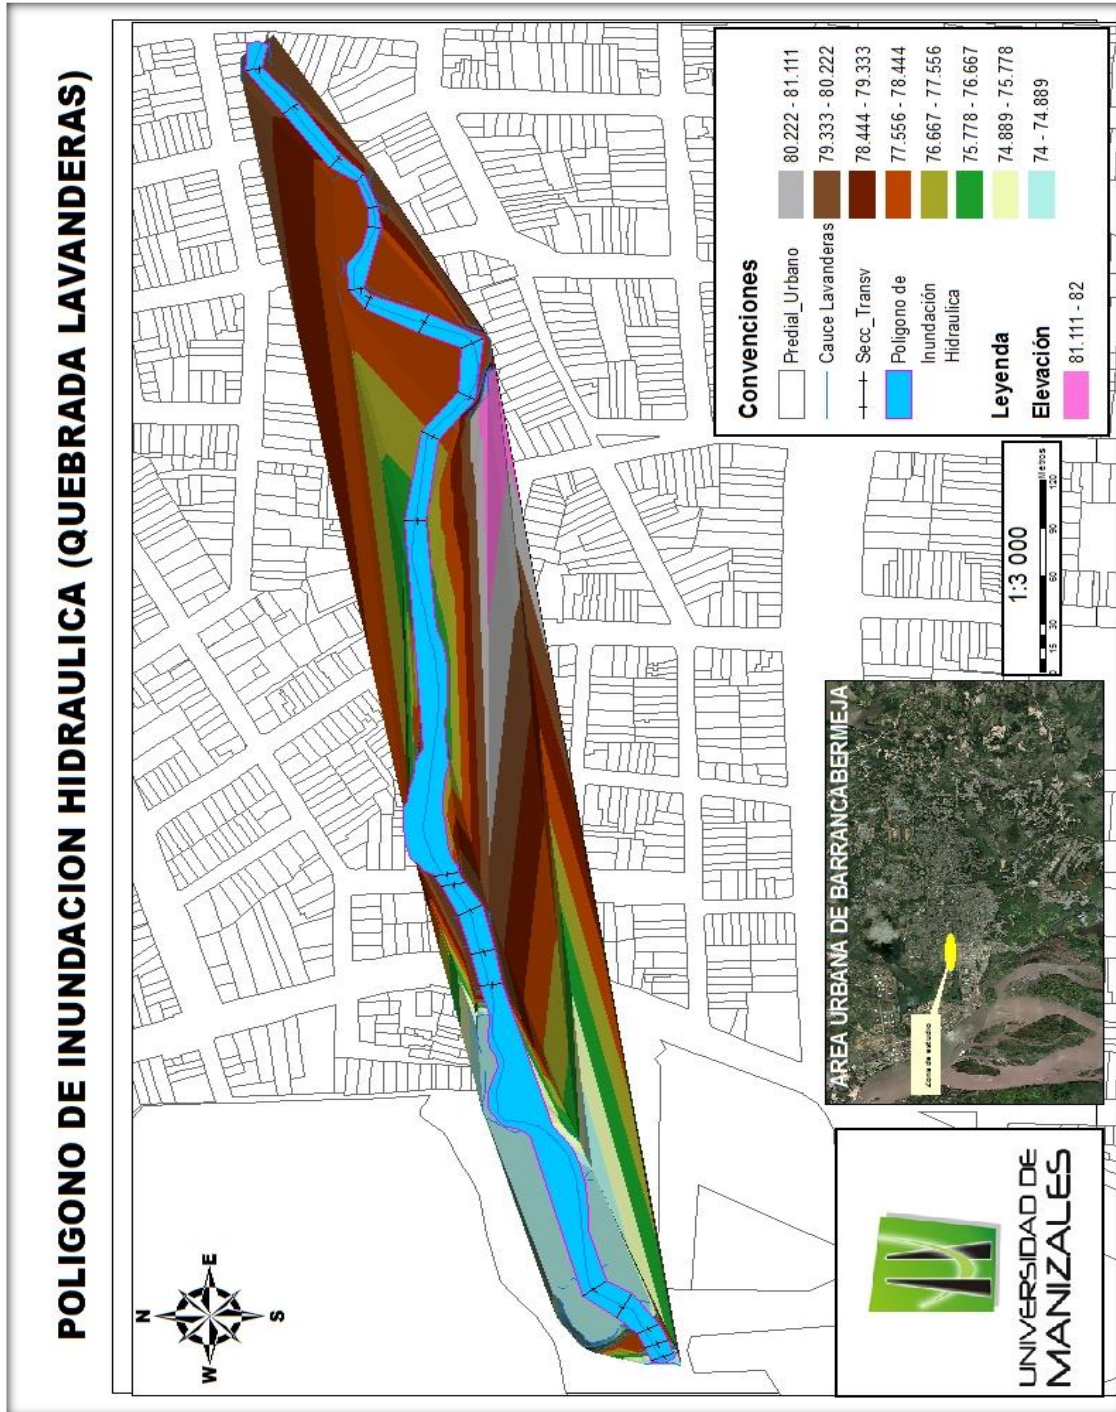 POLIGONO DE INUNDACION HIDRAULICA (QUEBRADA LAVANDERAS)
N
W
E
S
UNIVERSIDAD DE
MANIZALES
AREA URBANA DE BARRANCABERMEJA
Zona de estudio
1:3 000
0 15 30 60 90 120
Metros
Convenciones
Predial_Urbano
Cauce Lavanderas
Secc_Transv
Poligono de
Inundación
Hidraulica
Leyenda
Elevación
81.111 - 82
80.222 - 81.111
79.333 - 80.222
78.444 - 79.333
77.556 - 78.444
76.667 - 77.556
75.778 - 76.667
74.889 - 75.778
74 - 74.889